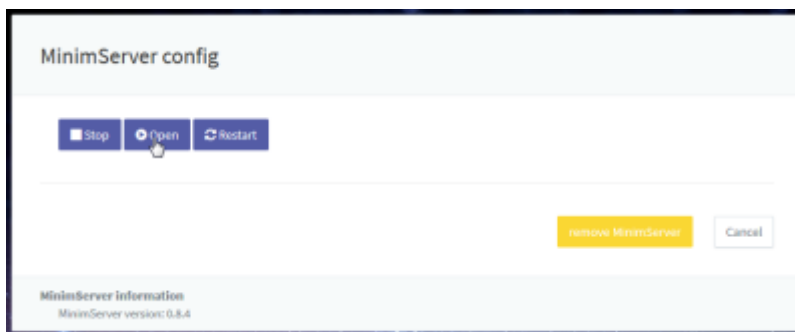 MinimServer config
Stop Open Restart
remove MinimServer Cancel
MinimServer information
MinimServer version: 0.8.4